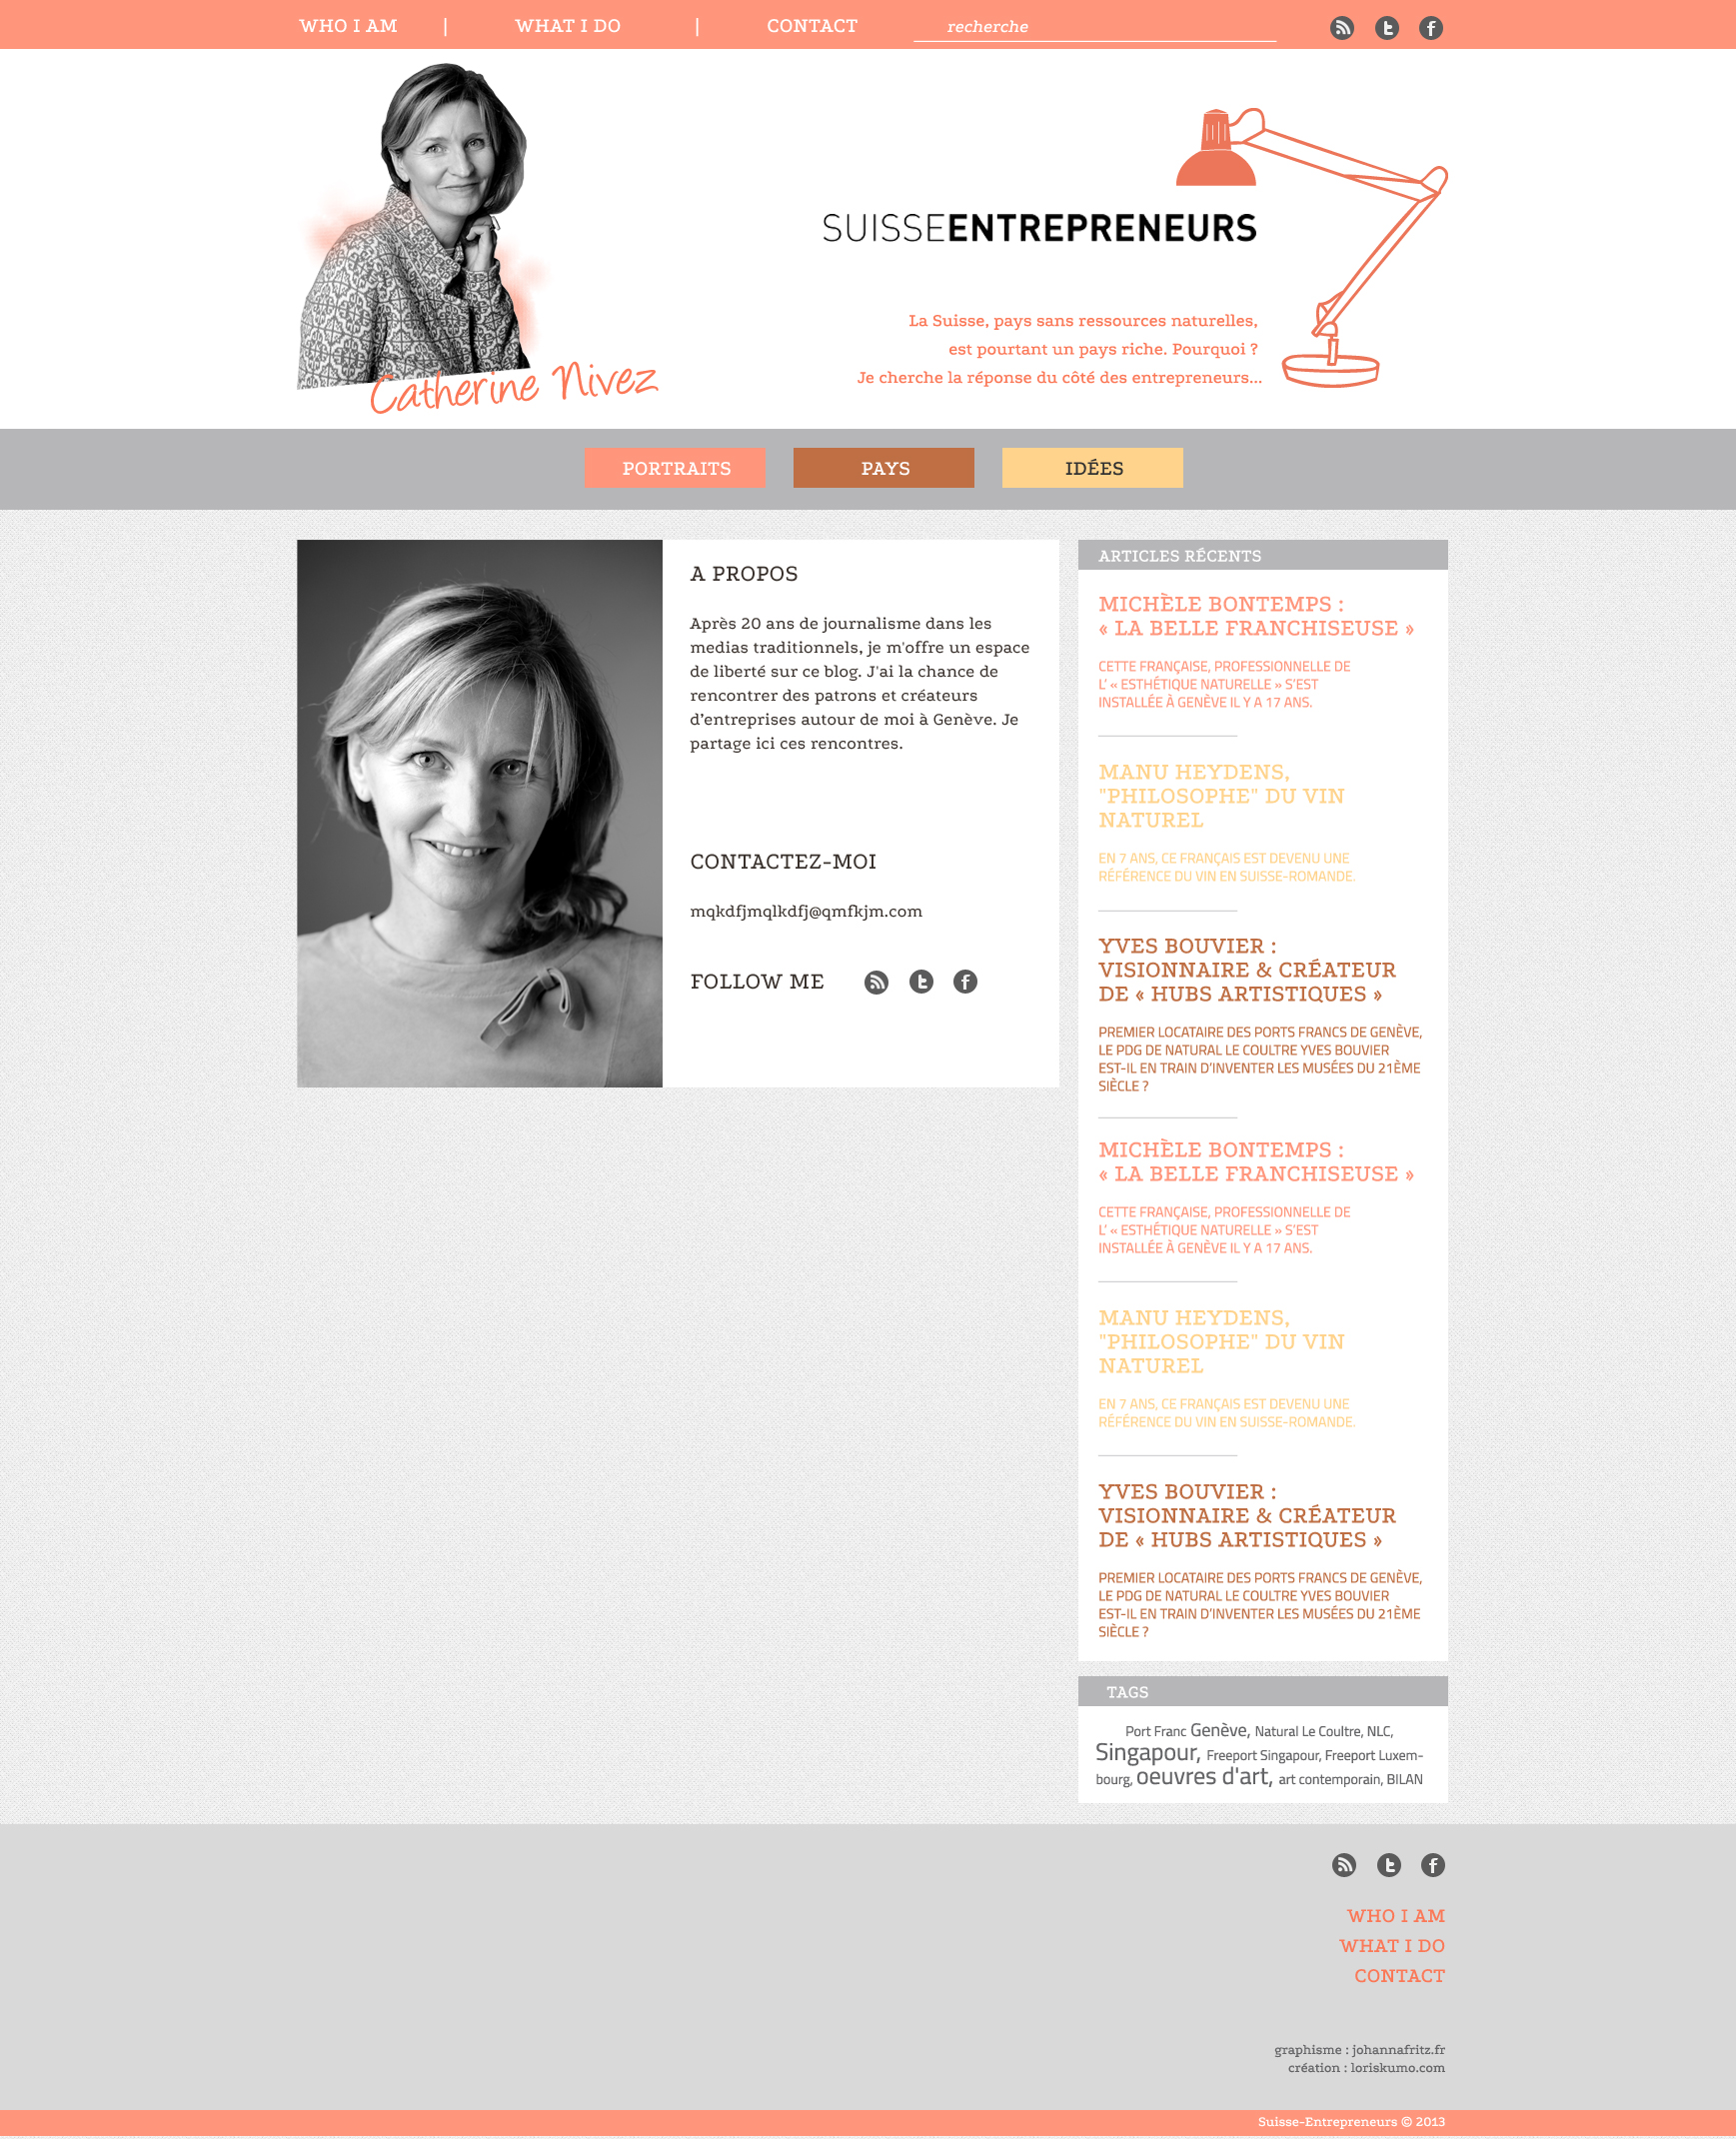 WHO I AM | WHAT I DO | CONTACT recherche
SUISSEENTREPRENEURS
La Suisse, pays sans ressources naturelles,
est pourtant un pays riche. Pourquoi ?
Je cherche la réponse du côté des entrepreneurs...
Catherine Nivez
PORTRAITS PAYS IDÉES
A PROPOS
Après 20 ans de journalisme dans les
medias traditionnels, je m'offre un espace
de liberté sur ce blog. J'ai la chance de
rencontrer des patrons et créateurs
d'entreprises autour de moi à Genève. Je
partage ici ces rencontres.
CONTACTEZ-MOI
mqkdfjmqlkdfj@qmfkjm.com
FOLLOW ME
ARTICLES RÉCENTS
MICHÈLE BONTEMPS :
« LA BELLE FRANCHISEUSE »
CETTE FRANÇAISE, PROFESSIONNELLE DE
L’ « ESTHÉTIQUE NATURELLE » S’EST
INSTALLÉE À GENÈVE IL Y A 17 ANS.
MANU HEYDENS,
"PHILOSOPHE" DU VIN
NATUREL
EN 7 ANS, CE FRANÇAIS EST DEVENU UNE
RÉFÉRENCE DU VIN EN SUISSE-ROMANDE.
YVES BOUVIER :
VISIONNAIRE & CRÉATEUR
DE « HUBS ARTISTIQUES »
PREMIER LOCATAIRE DES PORTS FRANCS DE GENÈVE,
LE PDG DE NATURAL LE COULTRE YVES BOUVIER
EST-IL EN TRAIN D’INVENTER LES MUSÉES DU 21ÈME
SIÈCLE ?
MICHÈLE BONTEMPS :
« LA BELLE FRANCHISEUSE »
CETTE FRANÇAISE, PROFESSIONNELLE DE
L’ « ESTHÉTIQUE NATURELLE » S’EST
INSTALLÉE À GENÈVE IL Y A 17 ANS.
MANU HEYDENS,
"PHILOSOPHE" DU VIN
NATUREL
EN 7 ANS, CE FRANÇAIS EST DEVENU UNE
RÉFÉRENCE DU VIN EN SUISSE-ROMANDE.
YVES BOUVIER :
VISIONNAIRE & CRÉATEUR
DE « HUBS ARTISTIQUES »
PREMIER LOCATAIRE DES PORTS FRANCS DE GENÈVE,
LE PDG DE NATURAL LE COULTRE YVES BOUVIER
EST-IL EN TRAIN D’INVENTER LES MUSÉES DU 21ÈME
SIÈCLE ?
TAGS
Port Franc Genève, Natural Le Coultre, NLC,
Singapour, Freeport Singapour, Freeport Luxem-
bourg, oeuvres d'art, art contemporain, BILAN
WHO I AM
WHAT I DO
CONTACT
graphisme : johannafritz.fr
création : loriskumo.com
Suisse-Entrepreneurs © 2013